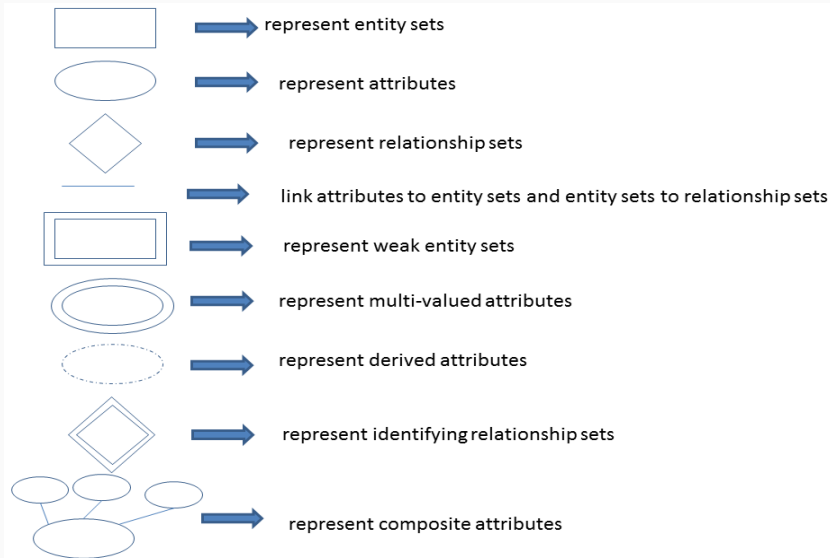 represent entity sets
represent attributes
represent relationship sets
link attributes to entity sets and entity sets to relationship sets
represent weak entity sets
represent multi-valued attributes
represent derived attributes
represent identifying relationship sets
represent composite attributes